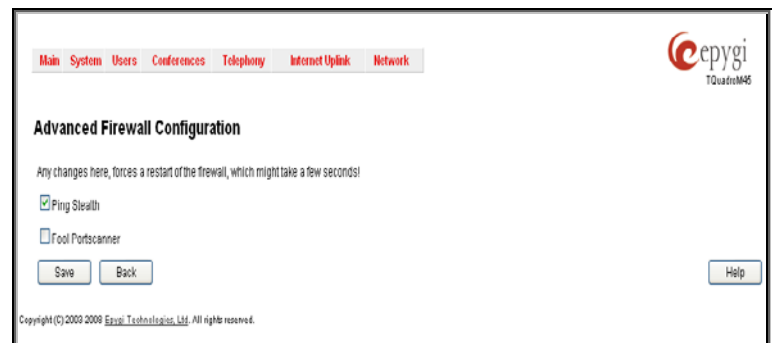 Main System Users Conferences Telephony Internet Uplink Network
epygi
TQuadroM45
Advanced Firewall Configuration
Any changes here, forces a restart of the firewall, which might take a few seconds!
Ping Stealth
Fool Portscanner
Save Back Help
Copyright (C) 2003 2008 Epygi Technologies, Ltd. All rights reserved.